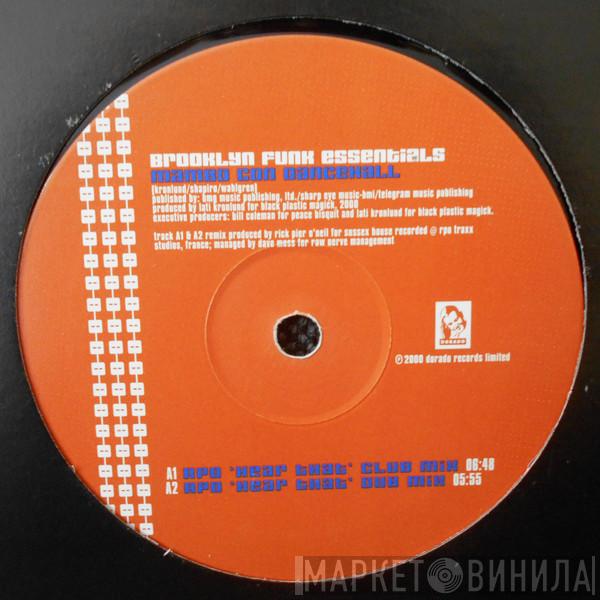 Brooklyn Funk Essentials
mambo con dancehall
(kronlund/shapiro/wahlgren)
published by: bmg music publishing, ltd./sharp eye music-bmi/telegram music publishing
produced by lati kronlund for black plastic magick, 2000
executive producers: bill coleman for peace bisquit and lati kronlund for black plastic magick.
track A1 & A2 remix produced by rick pier o'neil for sussex house recorded @ rpo traxx
studios, france; managed by dave mess for raw nerve management
DORADO
℗ 2000 dorado records limited
A1 RPO 'Hear that' CLUB Mix 06:48
A2 RPO 'Hear that' DUB Mix 05:55
МАРКЕТ ВИНИЛА